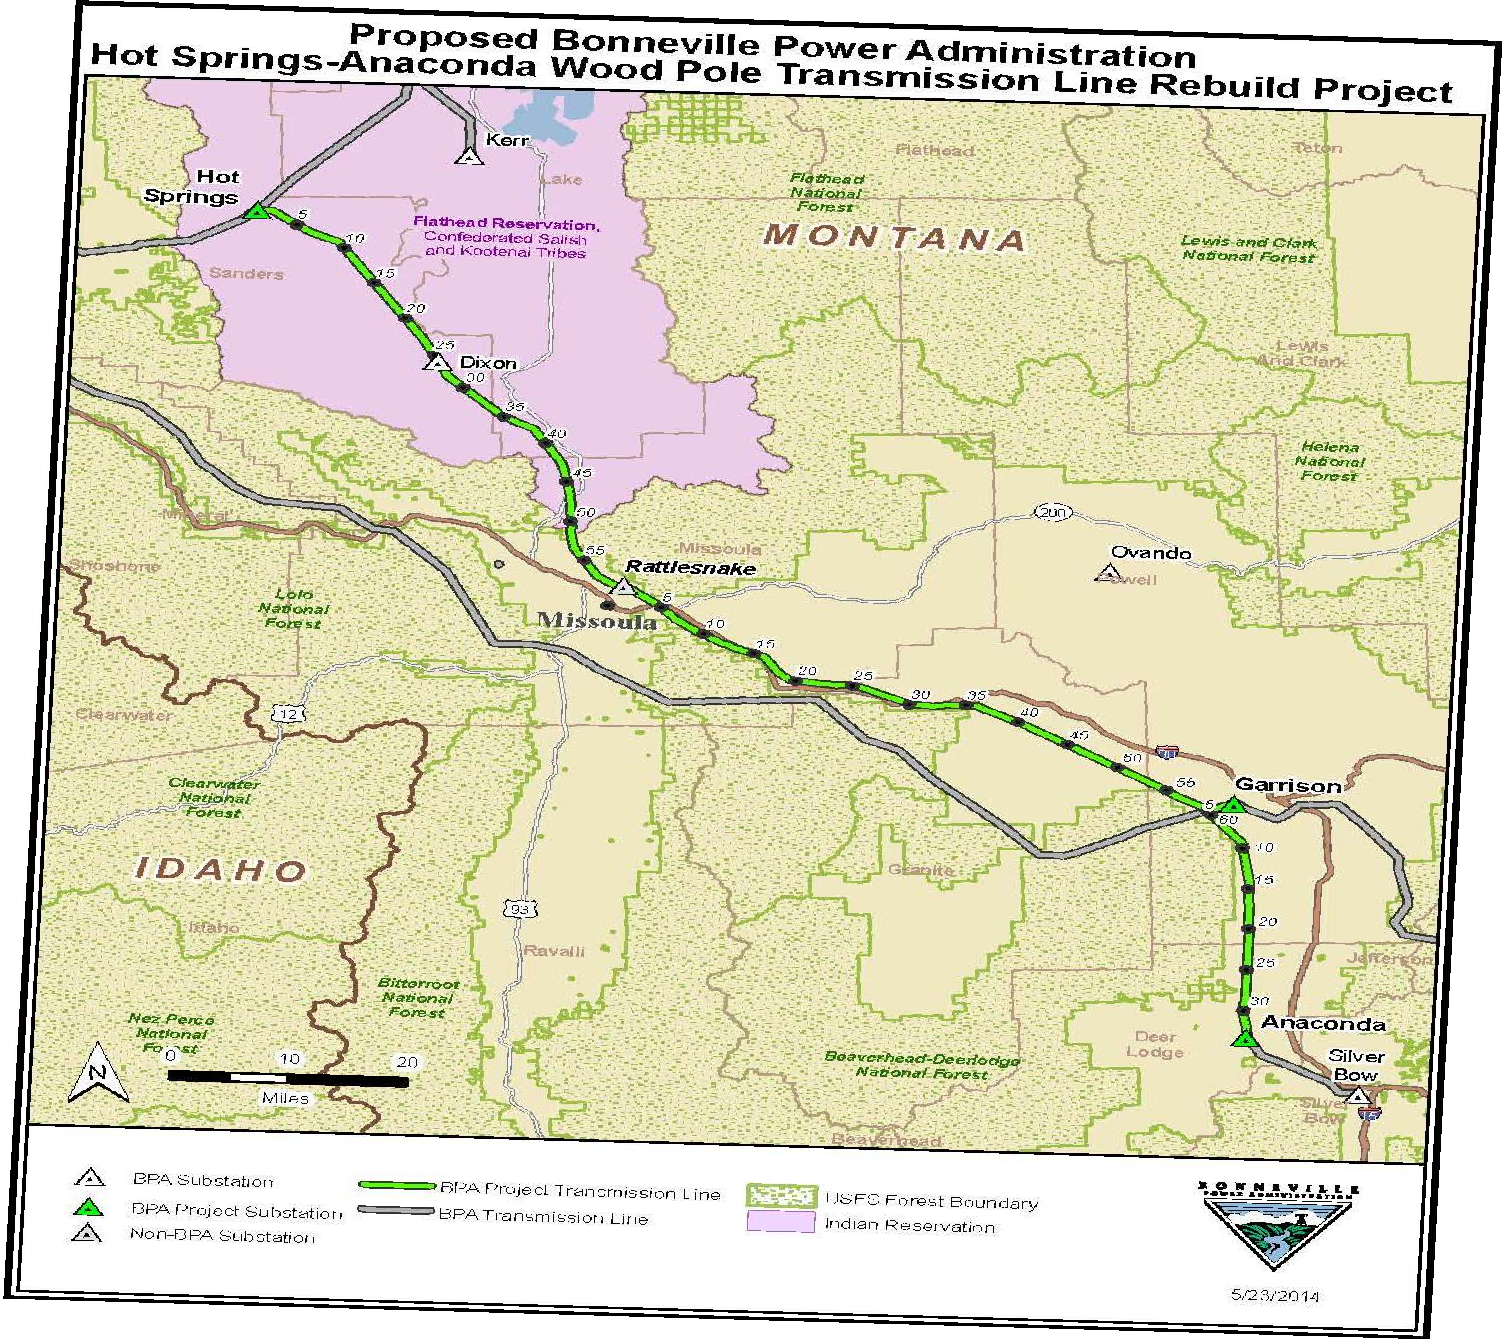 Proposed Bonneville Power Administration
Hot Springs-Anaconda Wood Pole Transmission Line Rebuild Project
Kerr
Hot
Springs
Lake
Flathead
Teton
Flathead
National
Forest
Flathead Reservation,
Confederated Salish
and Kootenai Tribes
MONTANA
Lewis and Clark
National Forest
Sanders
5
10
15
20
25
Dixon
30
35
40
45
50
55
Lewis
And Clark
Helena
National
Forest
200
Mineral
Missoula
Ovando
Powell
Shoshone
Rattlesnake
Lolo
National
Forest
Missoula
5
10
15
20
25
30
35
40
45
50
55
60
12
Clearwater
90
Garrison
5
10
15
20
25
30
Clearwater
National
Forest
IDAHO
Granite
93
Idaho
Ravalli
Jefferson
Bitterroot
National
Forest
Nez Perce
National
Forest
Anaconda
Deer
Lodge
Silver
Bow
Beaverhead-Deerlodge
National Forest
Silver
Bow
15
Beaverhead
N
0 10 20
Miles
BPA Substation
BPA Project Substation
Non-BPA Substation
BPA Project Transmission Line
BPA Transmission Line
USFS Forest Boundary
Indian Reservation
BONNEVILLE
POWER ADMINISTRATION
5/23/2014